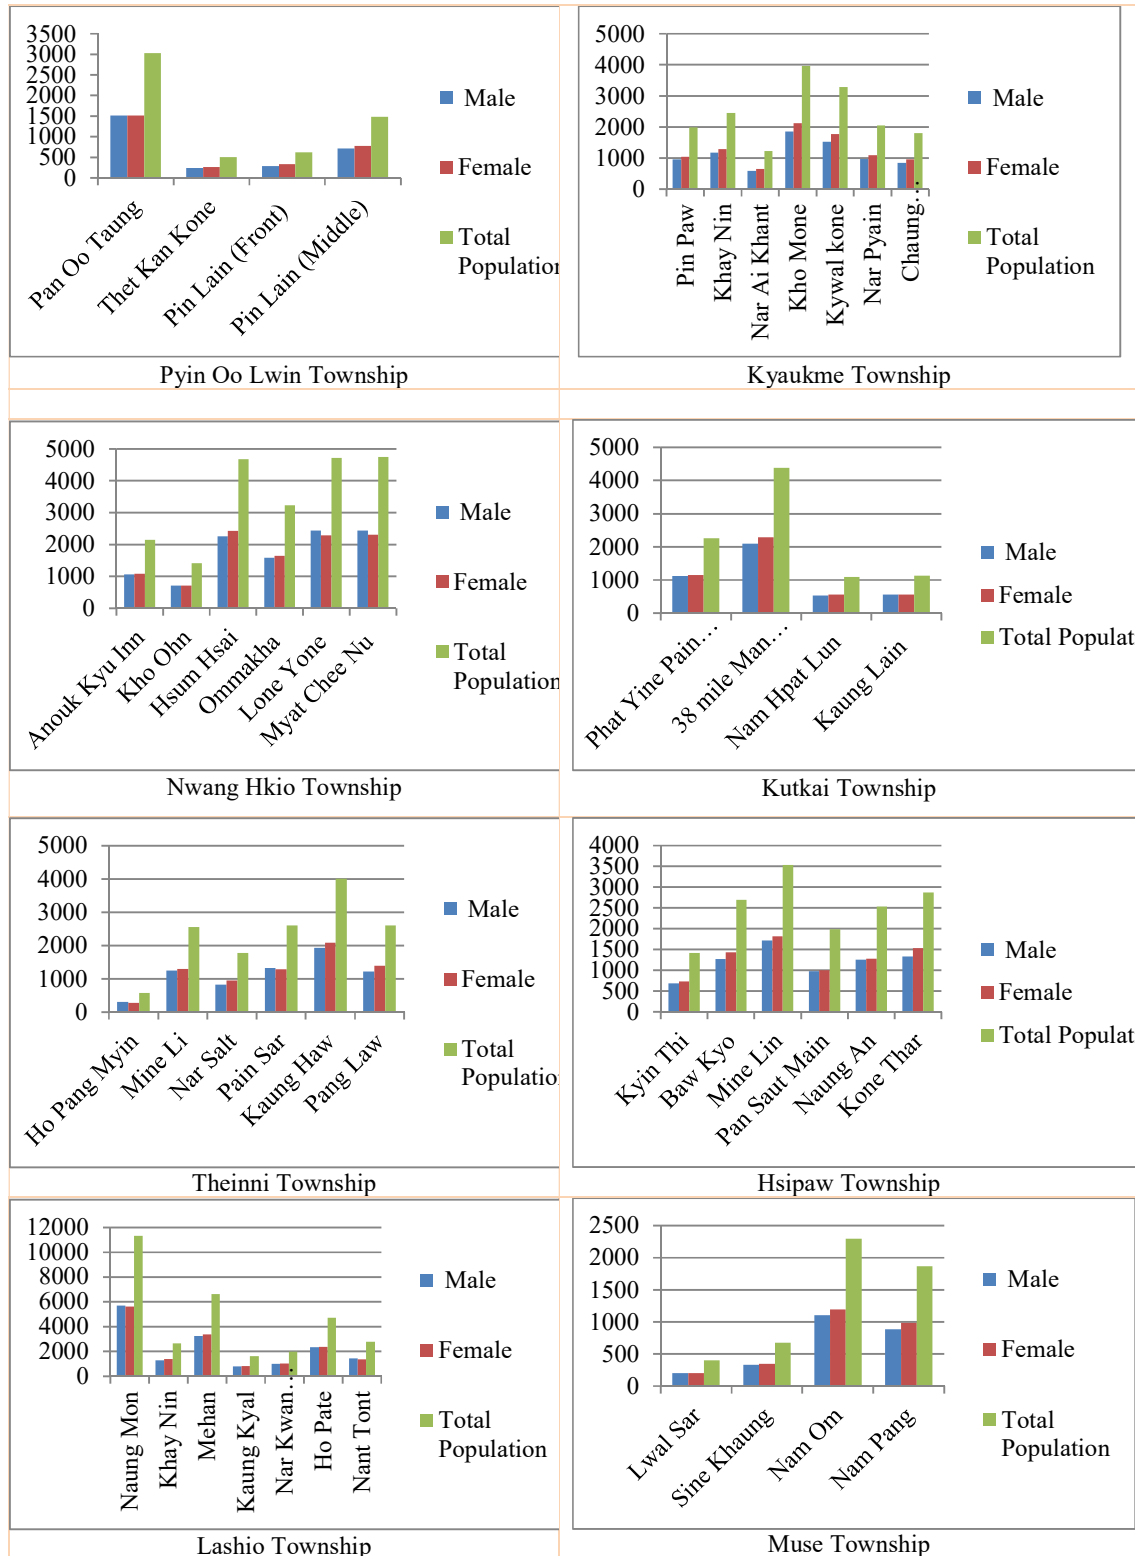 3500
3000
2500
2000
1500
1000
500
0
Pan Oo Taung
Thet Kan Kone
Pin Lain (Front)
Pin Lain (Middle)
Male
Female
Total
Population
Pyin Oo Lwin Township
5000
4000
3000
2000
1000
0
Pin Paw
Khay Nin
Nar Ai Khant
Kho Mone
Kywal kone
Nar Pyain
Chaung…
Male
Female
Total
Population
Kyaukme Township
5000
4000
3000
2000
1000
0
Anouk Kyu Inn
Kho Ohn
Hsum Hsai
Ommakha
Lone Yone
Myat Chee Nu
Male
Female
Total
Population
Nwang Hkio Township
5000
4000
3000
2000
1000
0
Phat Yine Pain…
38 mile Man…
Nam Hpat Lun
Kaung Lain
Male
Female
Total Populat
Kutkai Township
5000
4000
3000
2000
1000
0
Ho Pang Myin
Mine Li
Nar Salt
Pain Sar
Kaung Haw
Pang Law
Male
Female
Total
Population
Theinni Township
4000
3500
3000
2500
2000
1500
1000
500
0
Kyin Thi
Baw Kyo
Mine Lin
Pan Saut Main
Naung An
Kone Thar
Male
Female
Total Populat
Hsipaw Township
12000
10000
8000
6000
4000
2000
0
Naung Mon
Khay Nin
Mehan
Kaung Kyal
Nar Kwan…
Ho Pate
Nant Tont
Male
Female
Total
Population
Lashio Township
2500
2000
1500
1000
500
0
Lwal Sar
Sine Khaung
Nam Om
Nam Pang
Male
Female
Total
Population
Muse Township